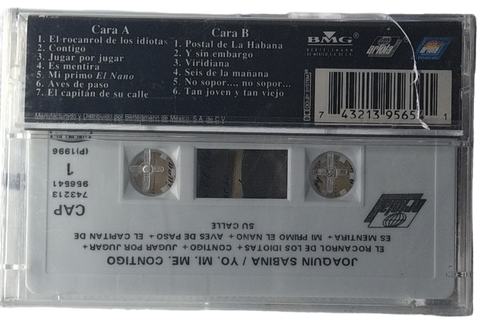 Cara A
1. El rocanrol de los idiotas
2. Contigo
3. Jugar por jugar
4. Es mentira
5. Mi primo El Nano
6. Aves de paso
7. El capitán de su calle
Cara B
1. Postal de La Habana
2. Y sin embargo
3. Viridiana
4. Seis de la mañana
5. No sopor..., no sopor...
6. Tan joven y tan viejo
BMG
ariola
7 43213 9565 1
Manufacturado y Distribuido por Bertelsmann de México, S.A. de C.V.
JOAQUIN SABINA / YO, MI, ME, CONTIGO
EL ROCANROL DE LOS IDIOTAS • CONTIGO • JUGAR POR JUGAR •
ES MENTIRA • MI PRIMO EL NANO • AVES DE PASO • EL CAPITAN DE
SU CALLE
CAP
743213
956541
1
(P)1996